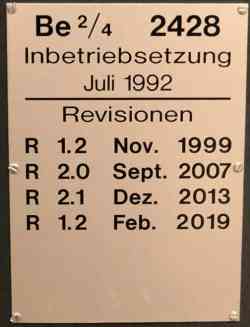 Be 2/4 2428
Inbetriebsetzung
Juli 1992
Revisionen
R 1.2 Nov. 1999
R 2.0 Sept. 2007
R 2.1 Dez. 2013
R 1.2 Feb. 2019